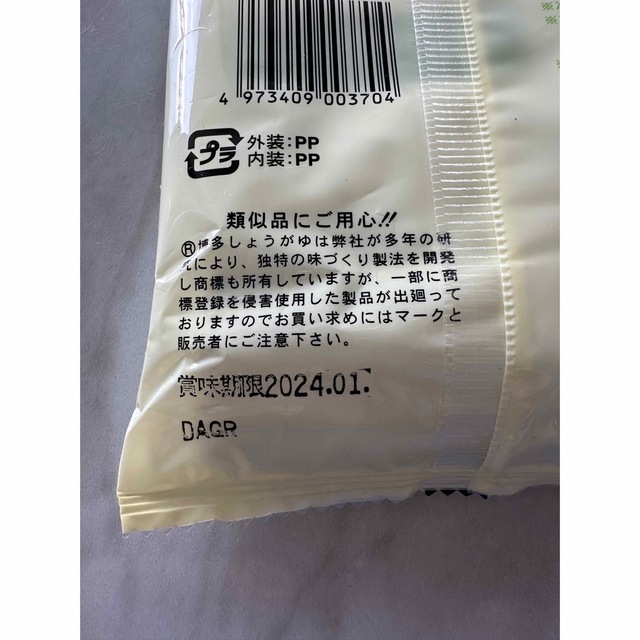 4 973409 003704
プラ
外装:PP
内装:PP
類似品にご用心!!
Ⓡ博多しょうがゆは弊社が多年の研
究により、独特の味づくり製法を開発
し商標も所有していますが、一部に商
標登録を侵害使用した製品が出廻って
おりますのでお買い求めにはマークと
販売者にご注意下さい。
賞味期限2024.01.
DAGR